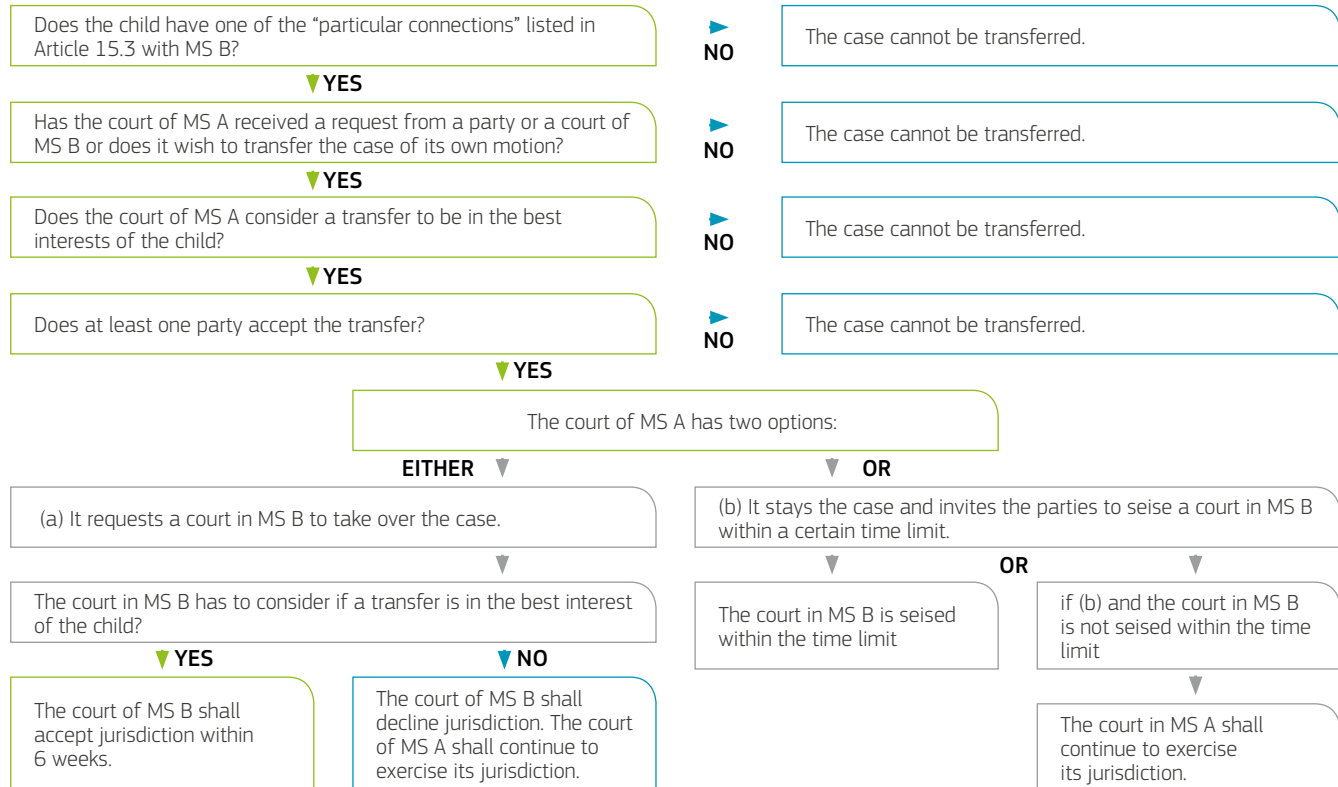 Does the child have one of the “particular connections” listed in
Article 15.3 with MS B?
NO
The case cannot be transferred.
YES
Has the court of MS A received a request from a party or a court of
MS B or does it wish to transfer the case of its own motion?
NO
The case cannot be transferred.
YES
Does the court of MS A consider a transfer to be in the best
interests of the child?
NO
The case cannot be transferred.
YES
Does at least one party accept the transfer?
NO
The case cannot be transferred.
YES
The court of MS A has two options:
EITHER
OR
(a) It requests a court in MS B to take over the case.
(b) It stays the case and invites the parties to seise a court in MS B
within a certain time limit.
OR
The court in MS B has to consider if a transfer is in the best interest
of the child?
The court in MS B is seised
within the time limit
if (b) and the court in MS B
is not seised within the time
limit
YES
NO
The court of MS B shall
accept jurisdiction within
6 weeks.
The court of MS B shall
decline jurisdiction. The court
of MS A shall continue to
exercise its jurisdiction.
The court in MS A shall
continue to exercise
its jurisdiction.